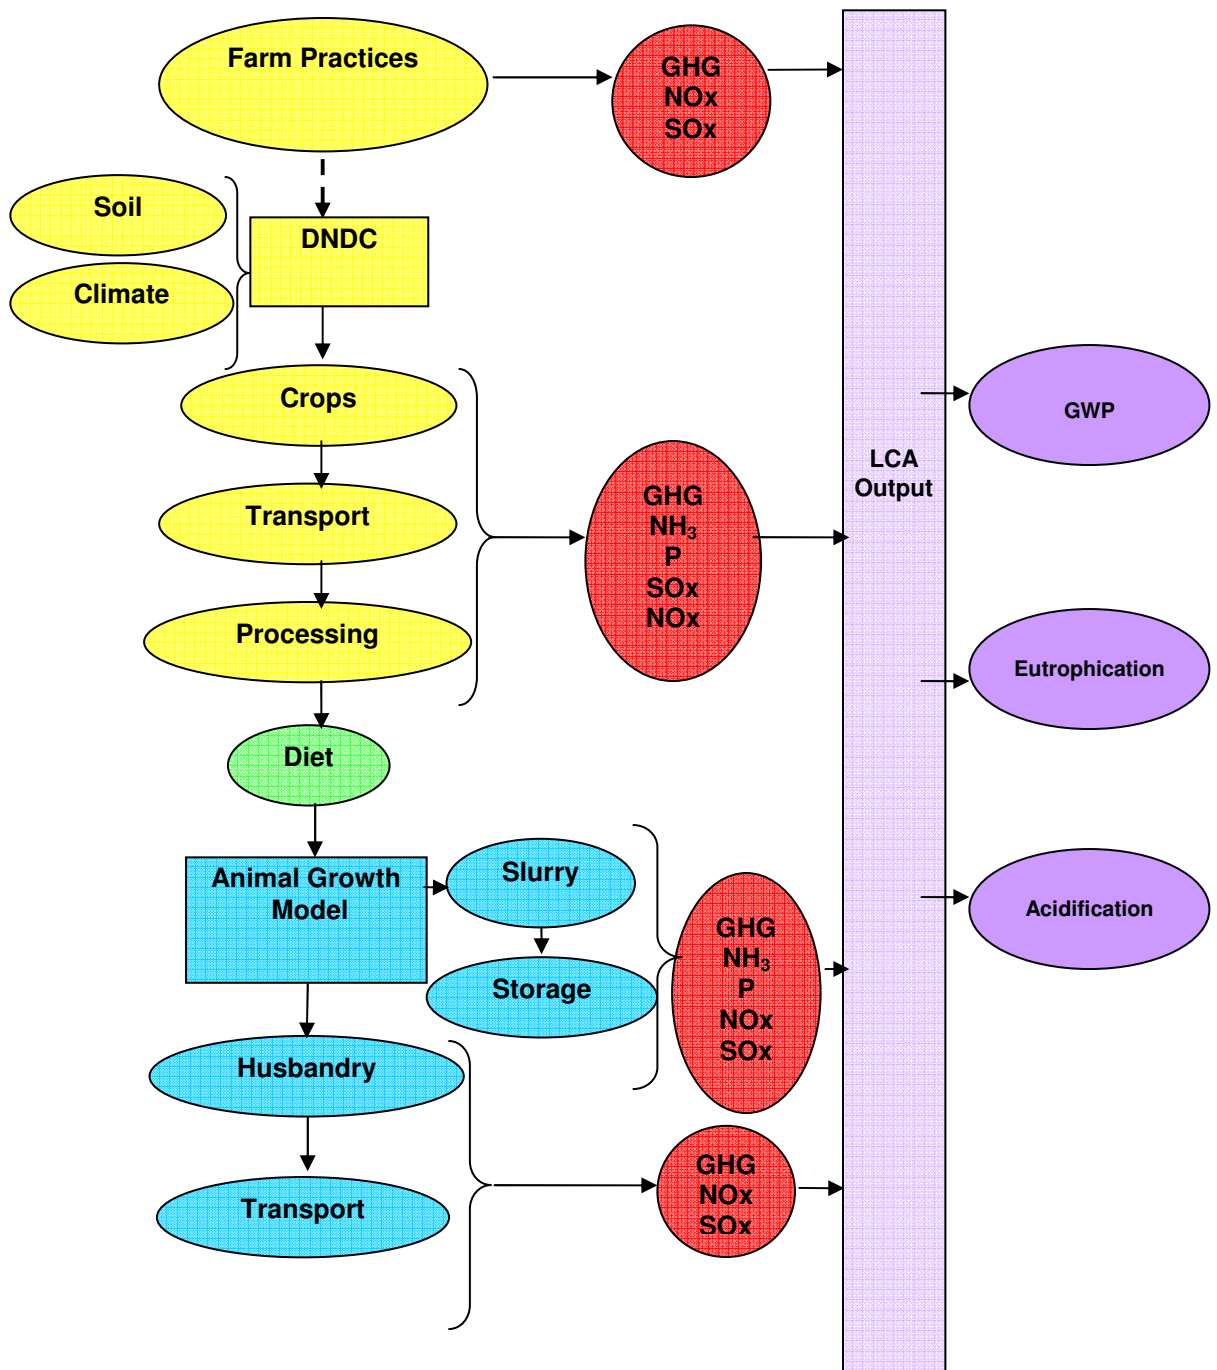 Farm Practices
GHG
NOx
SOx
Soil
DNDC
Climate
Crops
Transport
Processing
GHG
NH₃
P
SOx
NOx
LCA
Output
GWP
Eutrophication
Acidification
Diet
Animal Growth
Model
Slurry
Storage
GHG
NH₃
P
NOx
SOx
Husbandry
Transport
GHG
NOx
SOx